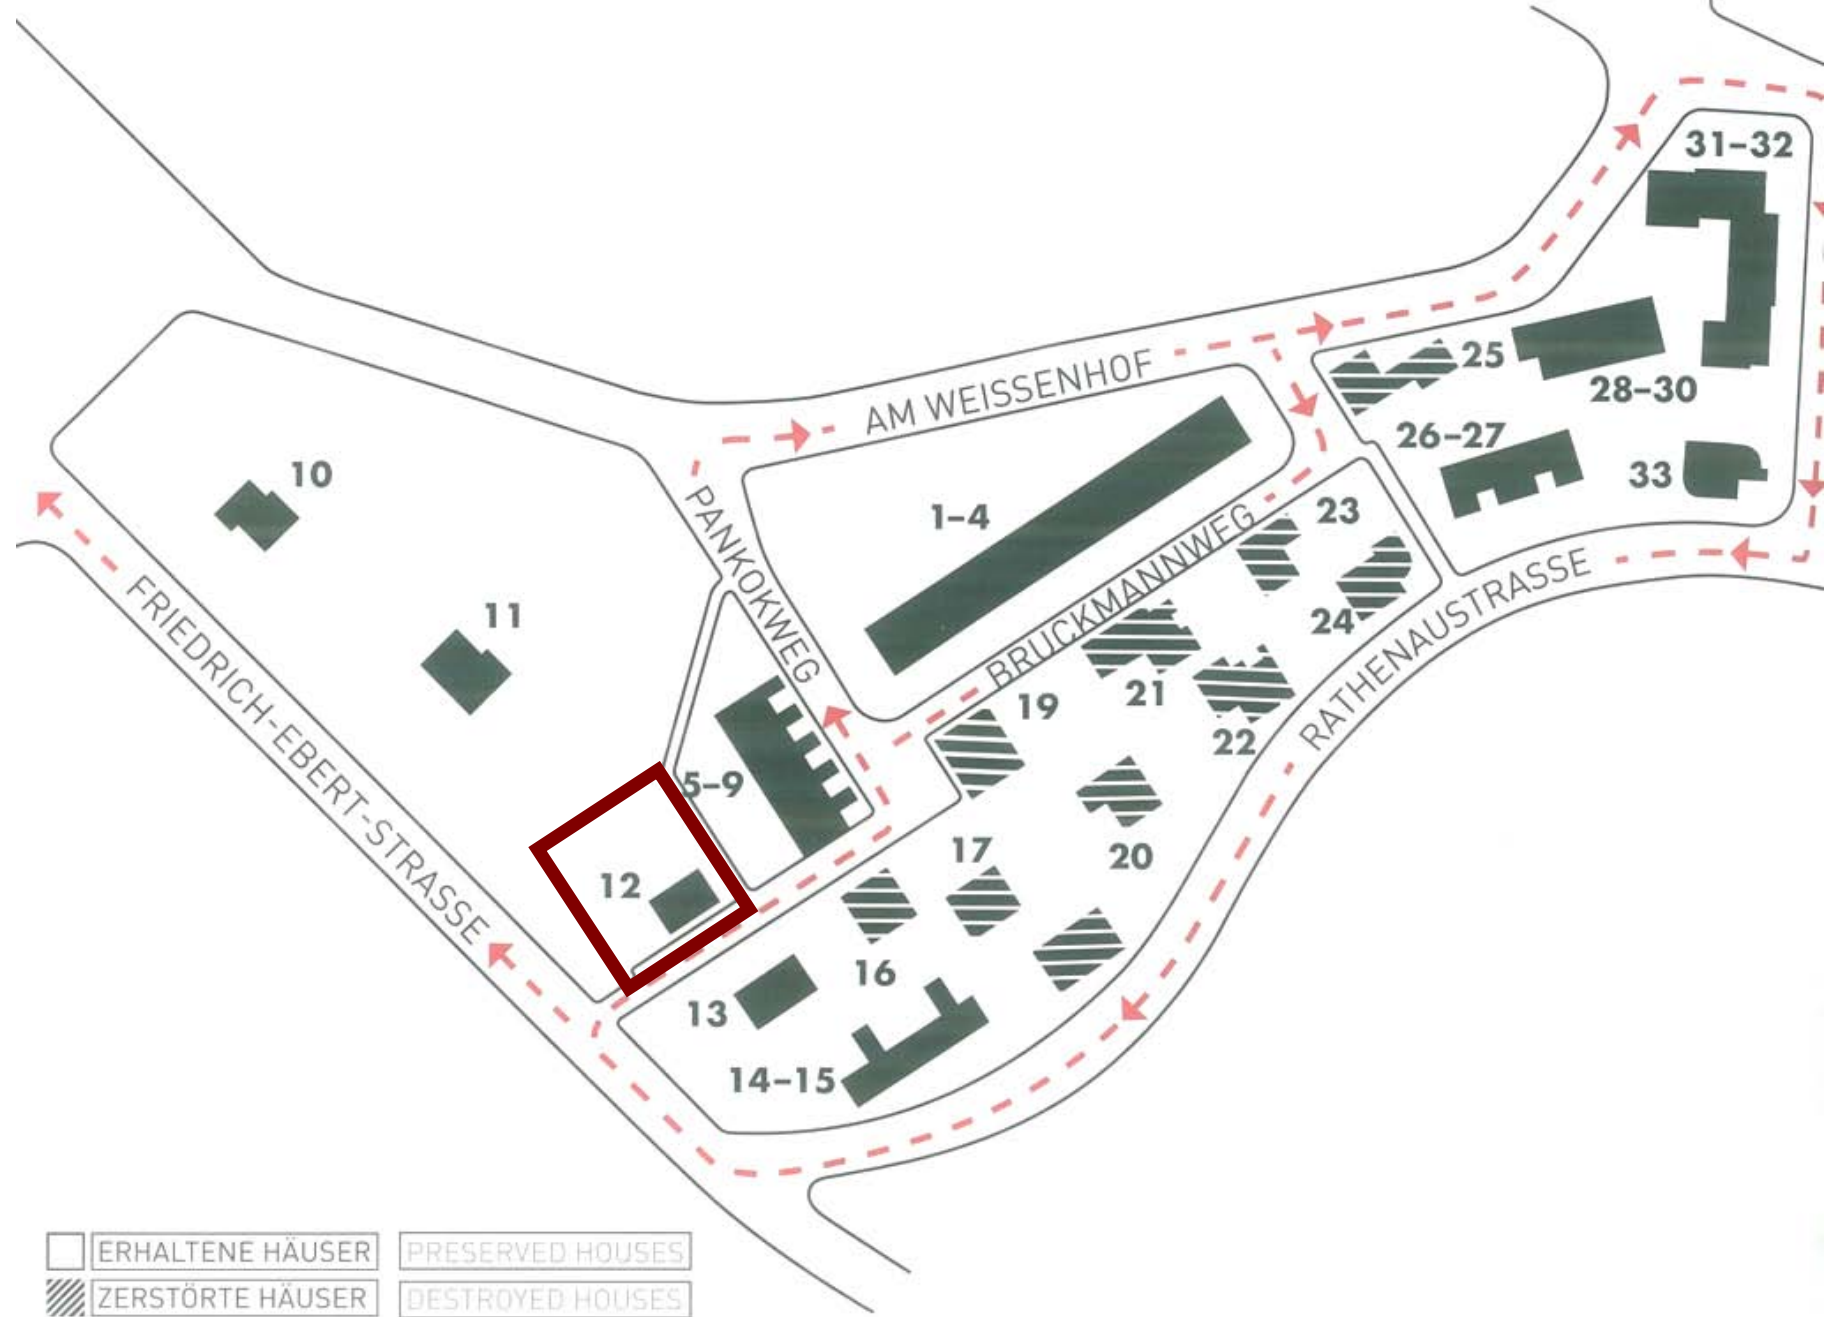 31–32
25
AM WEISSENHOF
28–30
26–27
10
33
1–4
23
PANKOKWEG
BRUCKMANNWEG
RATHENAUSTRASSE
11
24
FRIEDRICH-EBERT-STRASSE
19
21
22
5–9
17
20
12
16
13
14–15
ERHALTENE HÄUSER PRESERVED HOUSES
ZERSTÖRTE HÄUSER DESTROYED HOUSES